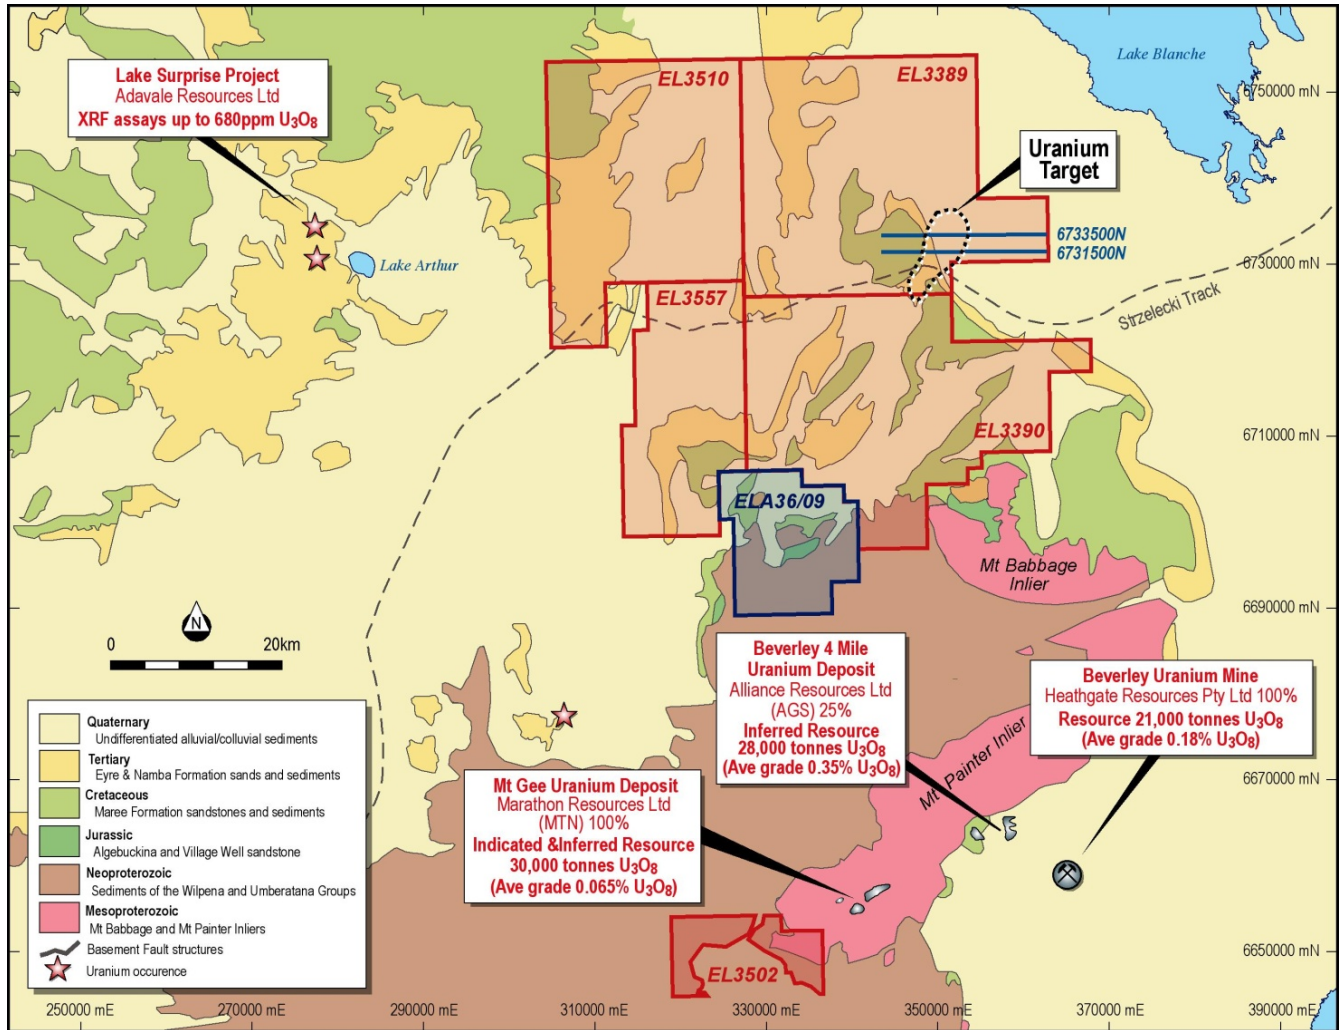 Lake Surprise Project
Adavale Resources Ltd
XRF assays up to 680ppm U₃O₈
EL3510
EL3389
Lake Blanche
6750000 mN
Uranium
Target
6733500N
6731500N
6730000 mN
Lake Arthur
EL3557
Strzelecki Track
EL3390
6710000 mN
ELA36/09
Mt Babbage
Inlier
6690000 mN
N
0 20km
Beverley 4 Mile
Uranium Deposit
Alliance Resources Ltd
(AGS) 25%
Inferred Resource
28,000 tonnes U₃O₈
(Ave grade 0.35% U₃O₈)
Beverley Uranium Mine
Heathgate Resources Pty Ltd 100%
Resource 21,000 tonnes U₃O₈
(Ave grade 0.18% U₃O₈)
Mt Painter Inlier
6670000 mN
Mt Gee Uranium Deposit
Marathon Resources Ltd
(MTN) 100%
Indicated &Inferred Resource
30,000 tonnes U₃O₈
(Ave grade 0.065% U₃O₈)
Quaternary
Undifferentiated alluvial/colluvial sediments
Tertiary
Eyre & Namba Formation sands and sediments
Cretaceous
Maree Formation sandstones and sediments
Jurassic
Algebuckina and Village Well sandstone
Neoproterozoic
Sediments of the Wilpena and Umberatana Groups
Mesoproterozoic
Mt Babbage and Mt Painter Inliers
Basement Fault structures
Uranium occurence
EL3502
6650000 mN
250000 mE
270000 mE
290000 mE
310000 mE
330000 mE
350000 mE
370000 mE
390000 mE